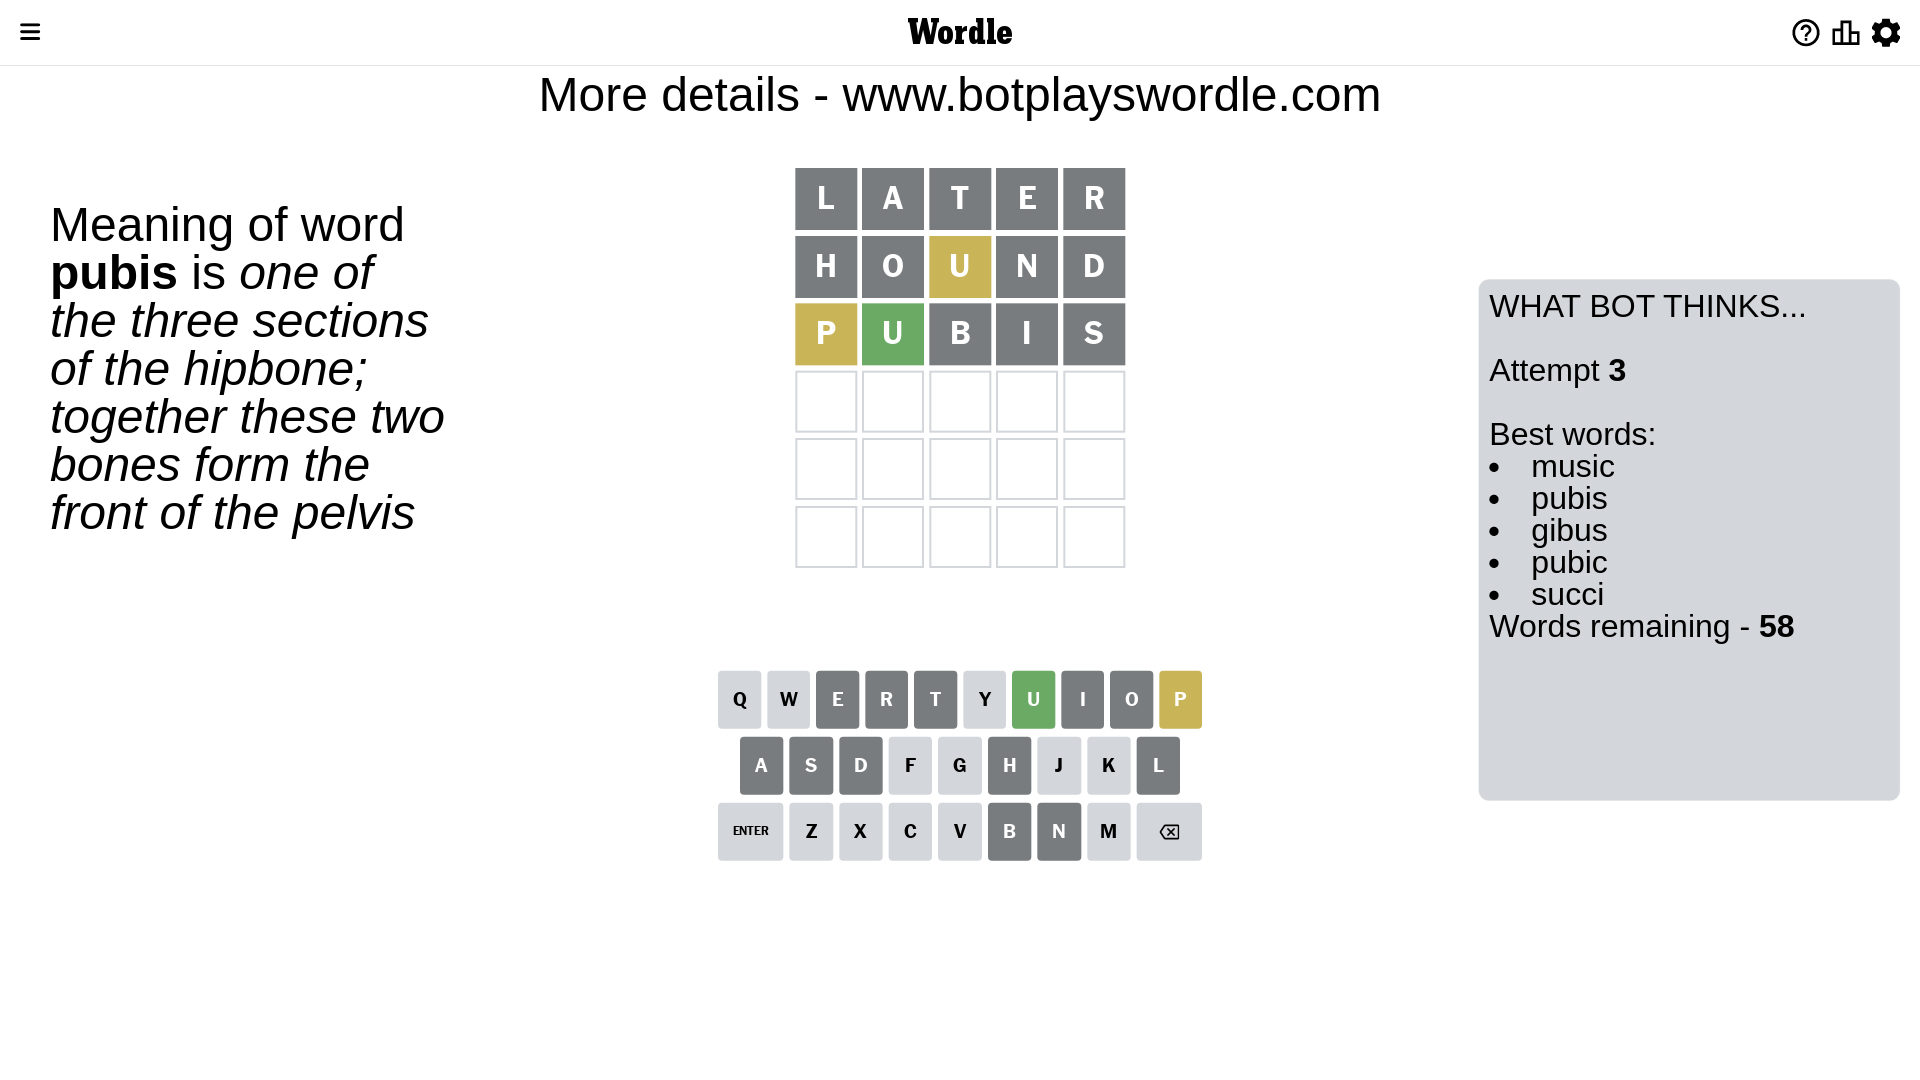 Wordle
More details - www.botplayswordle.com
Meaning of word
pubis is one of
the three sections
of the hipbone;
together these two
bones form the
front of the pelvis
L A T E R
H O U N D
P U B I S
WHAT BOT THINKS...
Attempt 3
Best words:
• music
• pubis
• gibus
• pubic
• succi
Words remaining - 58
Q W E R T Y U I O P
A S D F G H J K L
ENTER Z X C V B N M